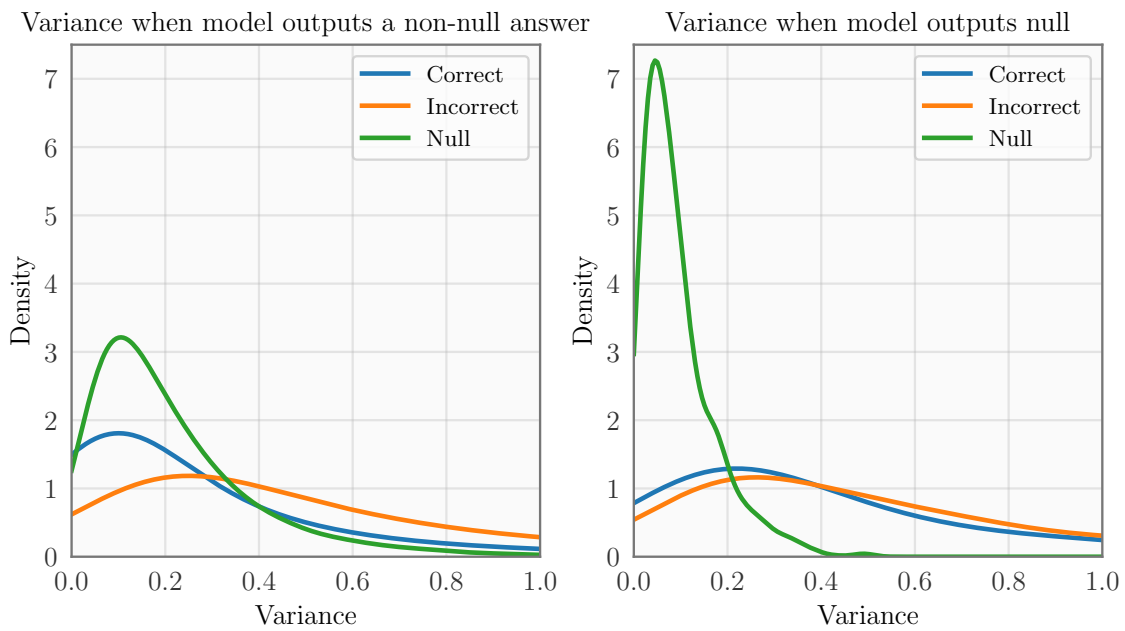 Variance when model outputs a non-null answer
Correct
Incorrect
Null
Density
7
6
5
4
3
2
1
0
0.0 0.2 0.4 0.6 0.8 1.0
Variance
Variance when model outputs null
Correct
Incorrect
Null
Density
7
6
5
4
3
2
1
0
0.0 0.2 0.4 0.6 0.8 1.0
Variance